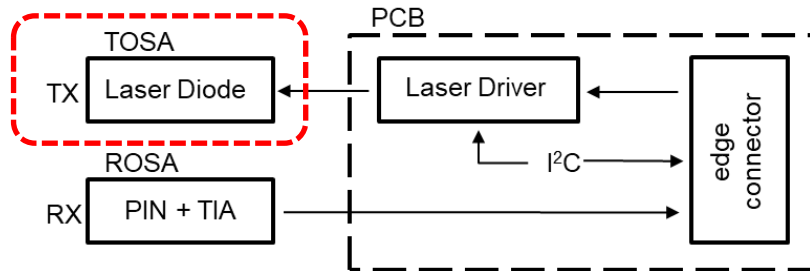 PCB
TOSA
TX
Laser Diode
Laser Driver
edge
connector
I²C
ROSA
RX
PIN + TIA